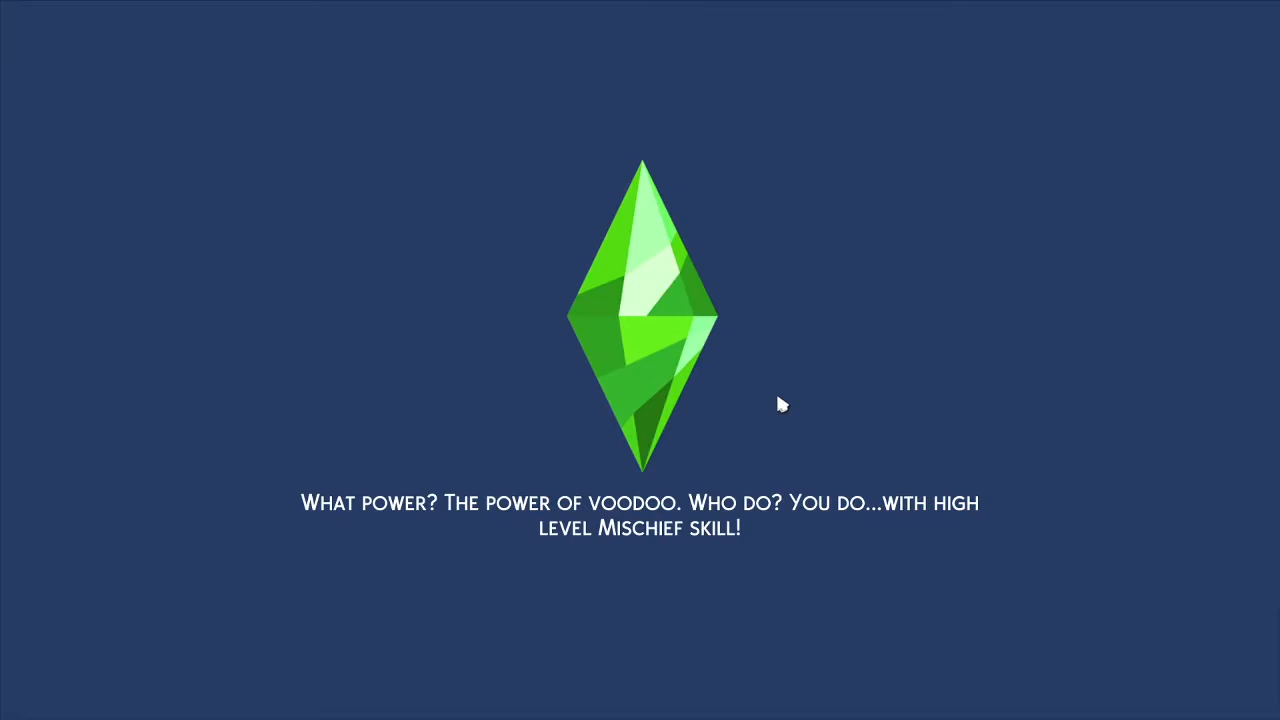 What power? The power of voodoo. Who do? You do...with high
level Mischief skill!